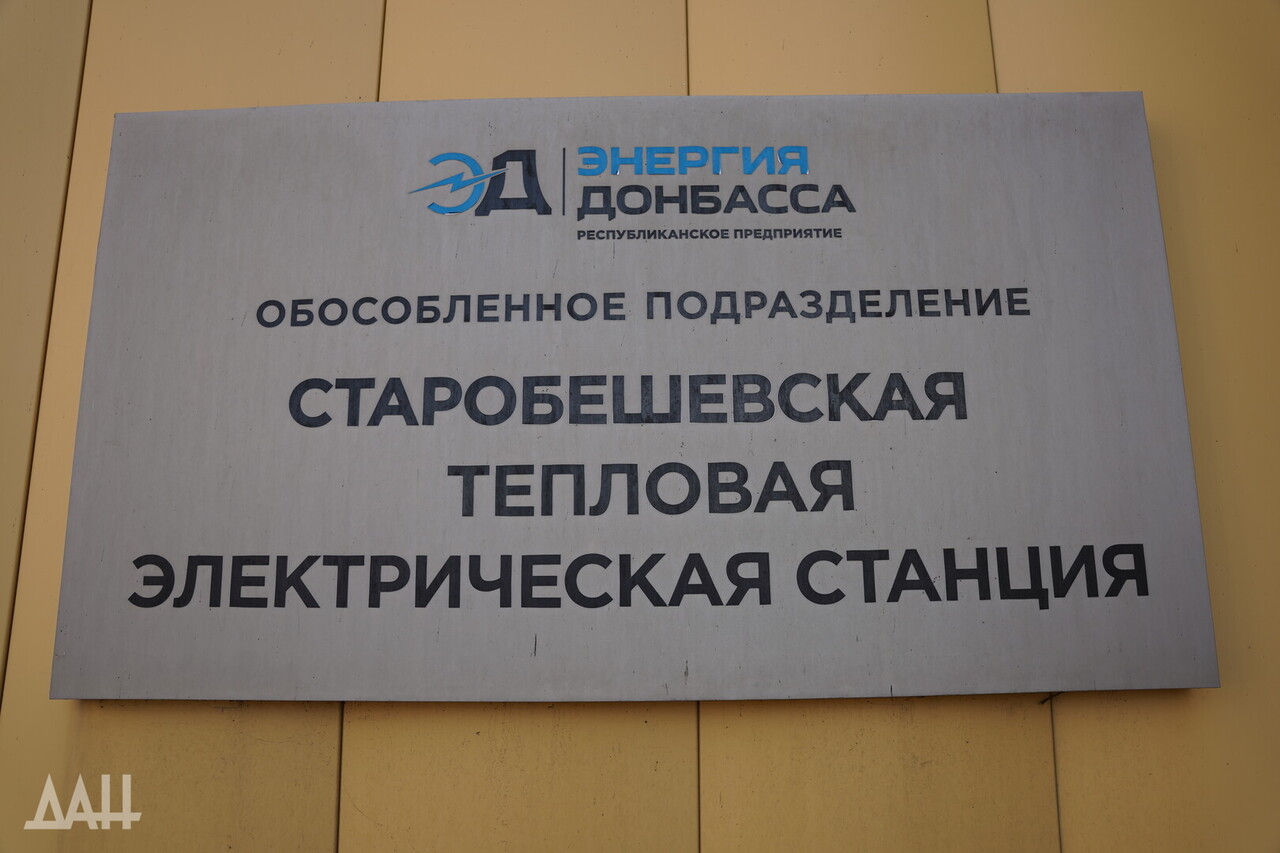 ЭД
ЭНЕРГИЯ
ДОНБАССА
РЕСПУБЛИКАНСКОЕ ПРЕДПРИЯТИЕ
ОБОСОБЛЕННОЕ ПОДРАЗДЕЛЕНИЕ
СТАРОБЕШЕВСКАЯ
ТЕПЛОВАЯ
ЭЛЕКТРИЧЕСКАЯ СТАНЦИЯ
ДАН